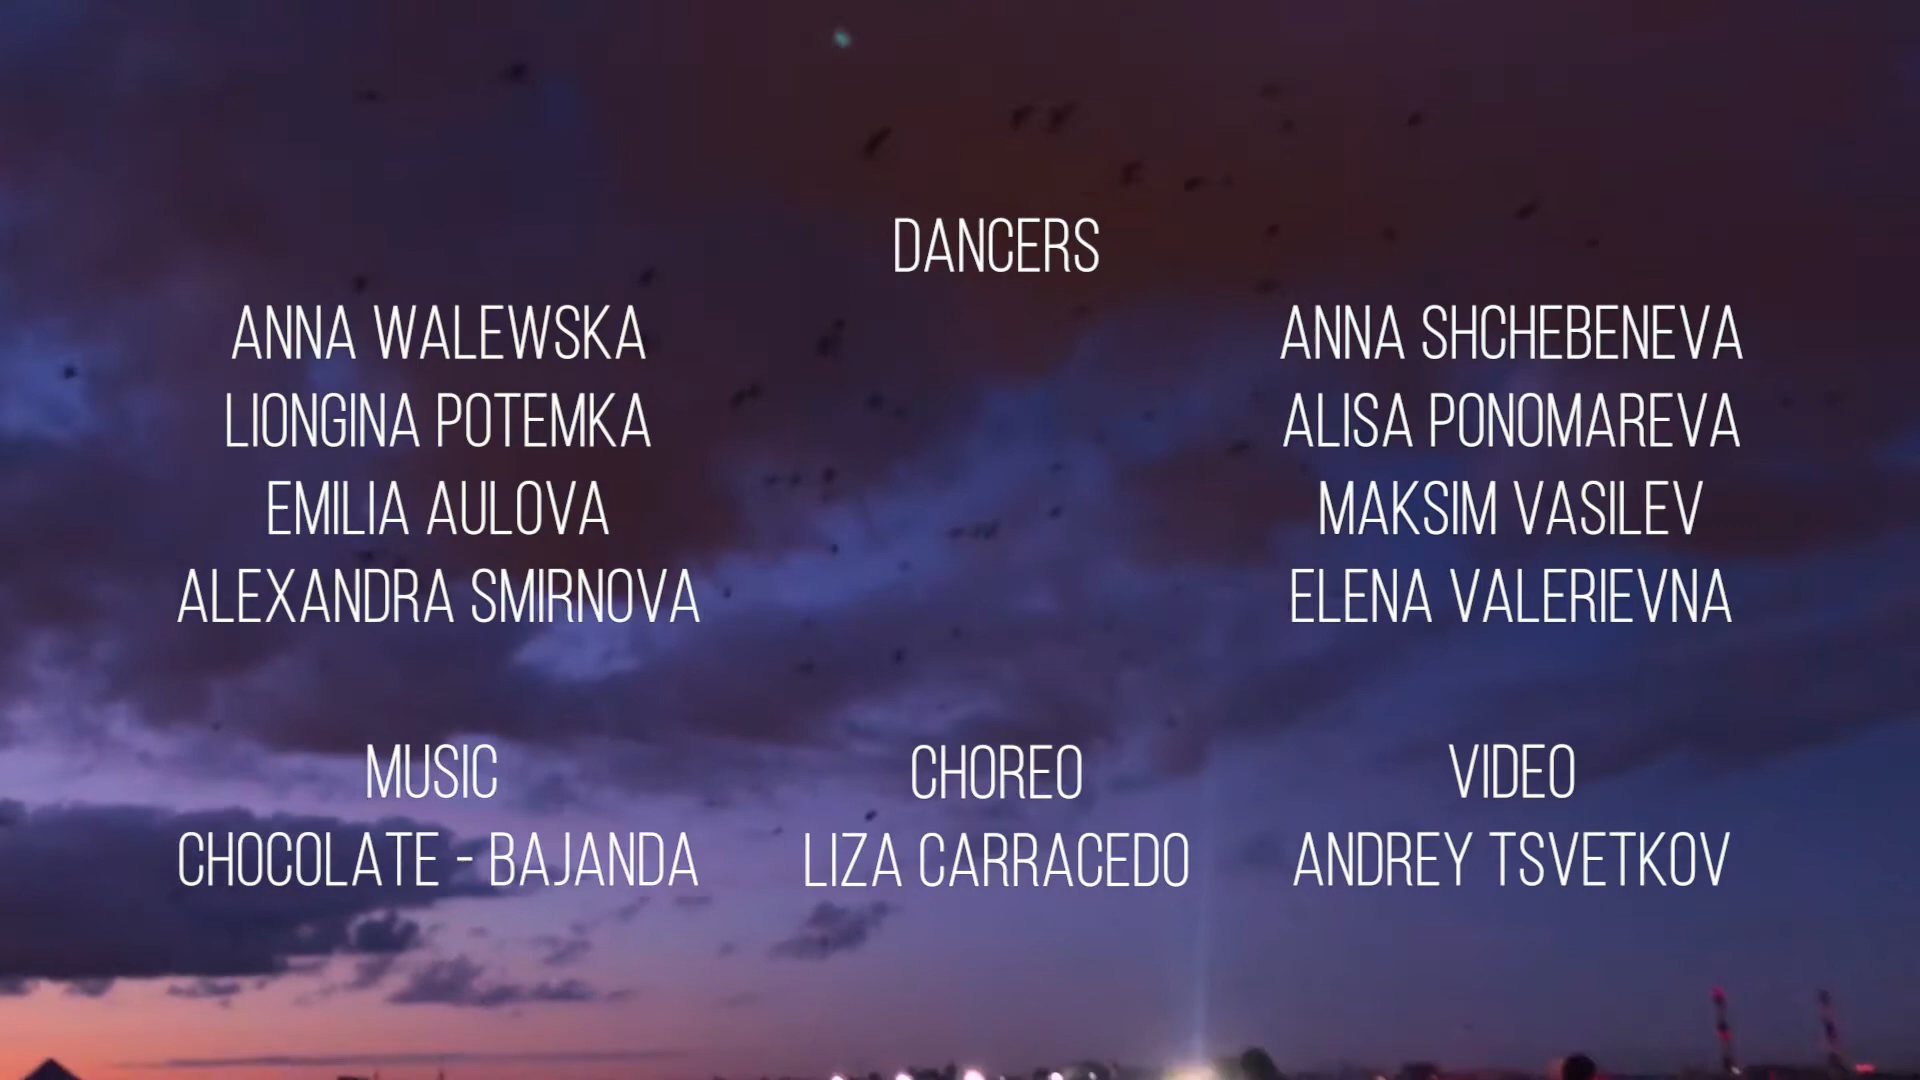 DANCERS
ANNA WALEWSKA
LIONGINA POTEMKA
EMILIA AULOVA
ALEXANDRA SMIRNOVA
ANNA SHCHEBENEVA
ALISA PONOMAREVA
MAKSIM VASILEV
ELENA VALERIEVNA
MUSIC
CHOCOLATE - BAJANDA
CHOREO
LIZA CARRACEDO
VIDEO
ANDREY TSVETKOV